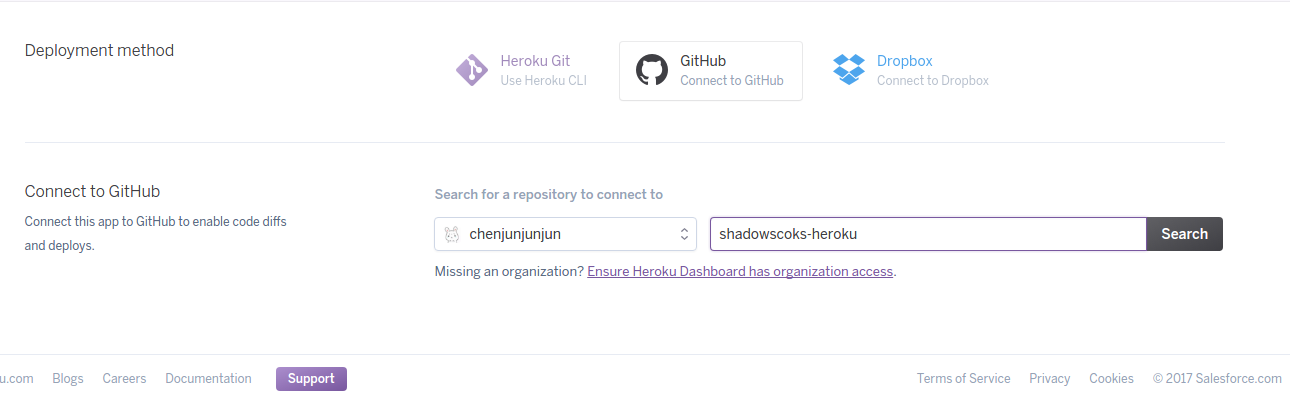 Deployment method
Heroku Git
Use Heroku CLI
GitHub
Connect to GitHub
Dropbox
Connect to Dropbox
Connect to GitHub
Connect this app to GitHub to enable code diffs
and deploys.
Search for a repository to connect to
chenjunjunjun
shadowscoks-heroku
Search
Missing an organization? Ensure Heroku Dashboard has organization access.
u.com
Blogs
Careers
Documentation
Support
Terms of Service
Privacy
Cookies
© 2017 Salesforce.com